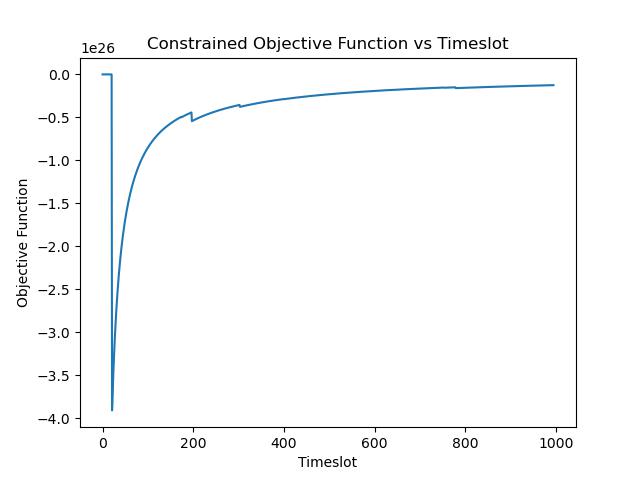 Constrained Objective Function vs Timeslot
1e26
0.0
−0.5
−1.0
−1.5
−2.0
−2.5
−3.0
−3.5
−4.0
Objective Function
0 200 400 600 800 1000
Timeslot